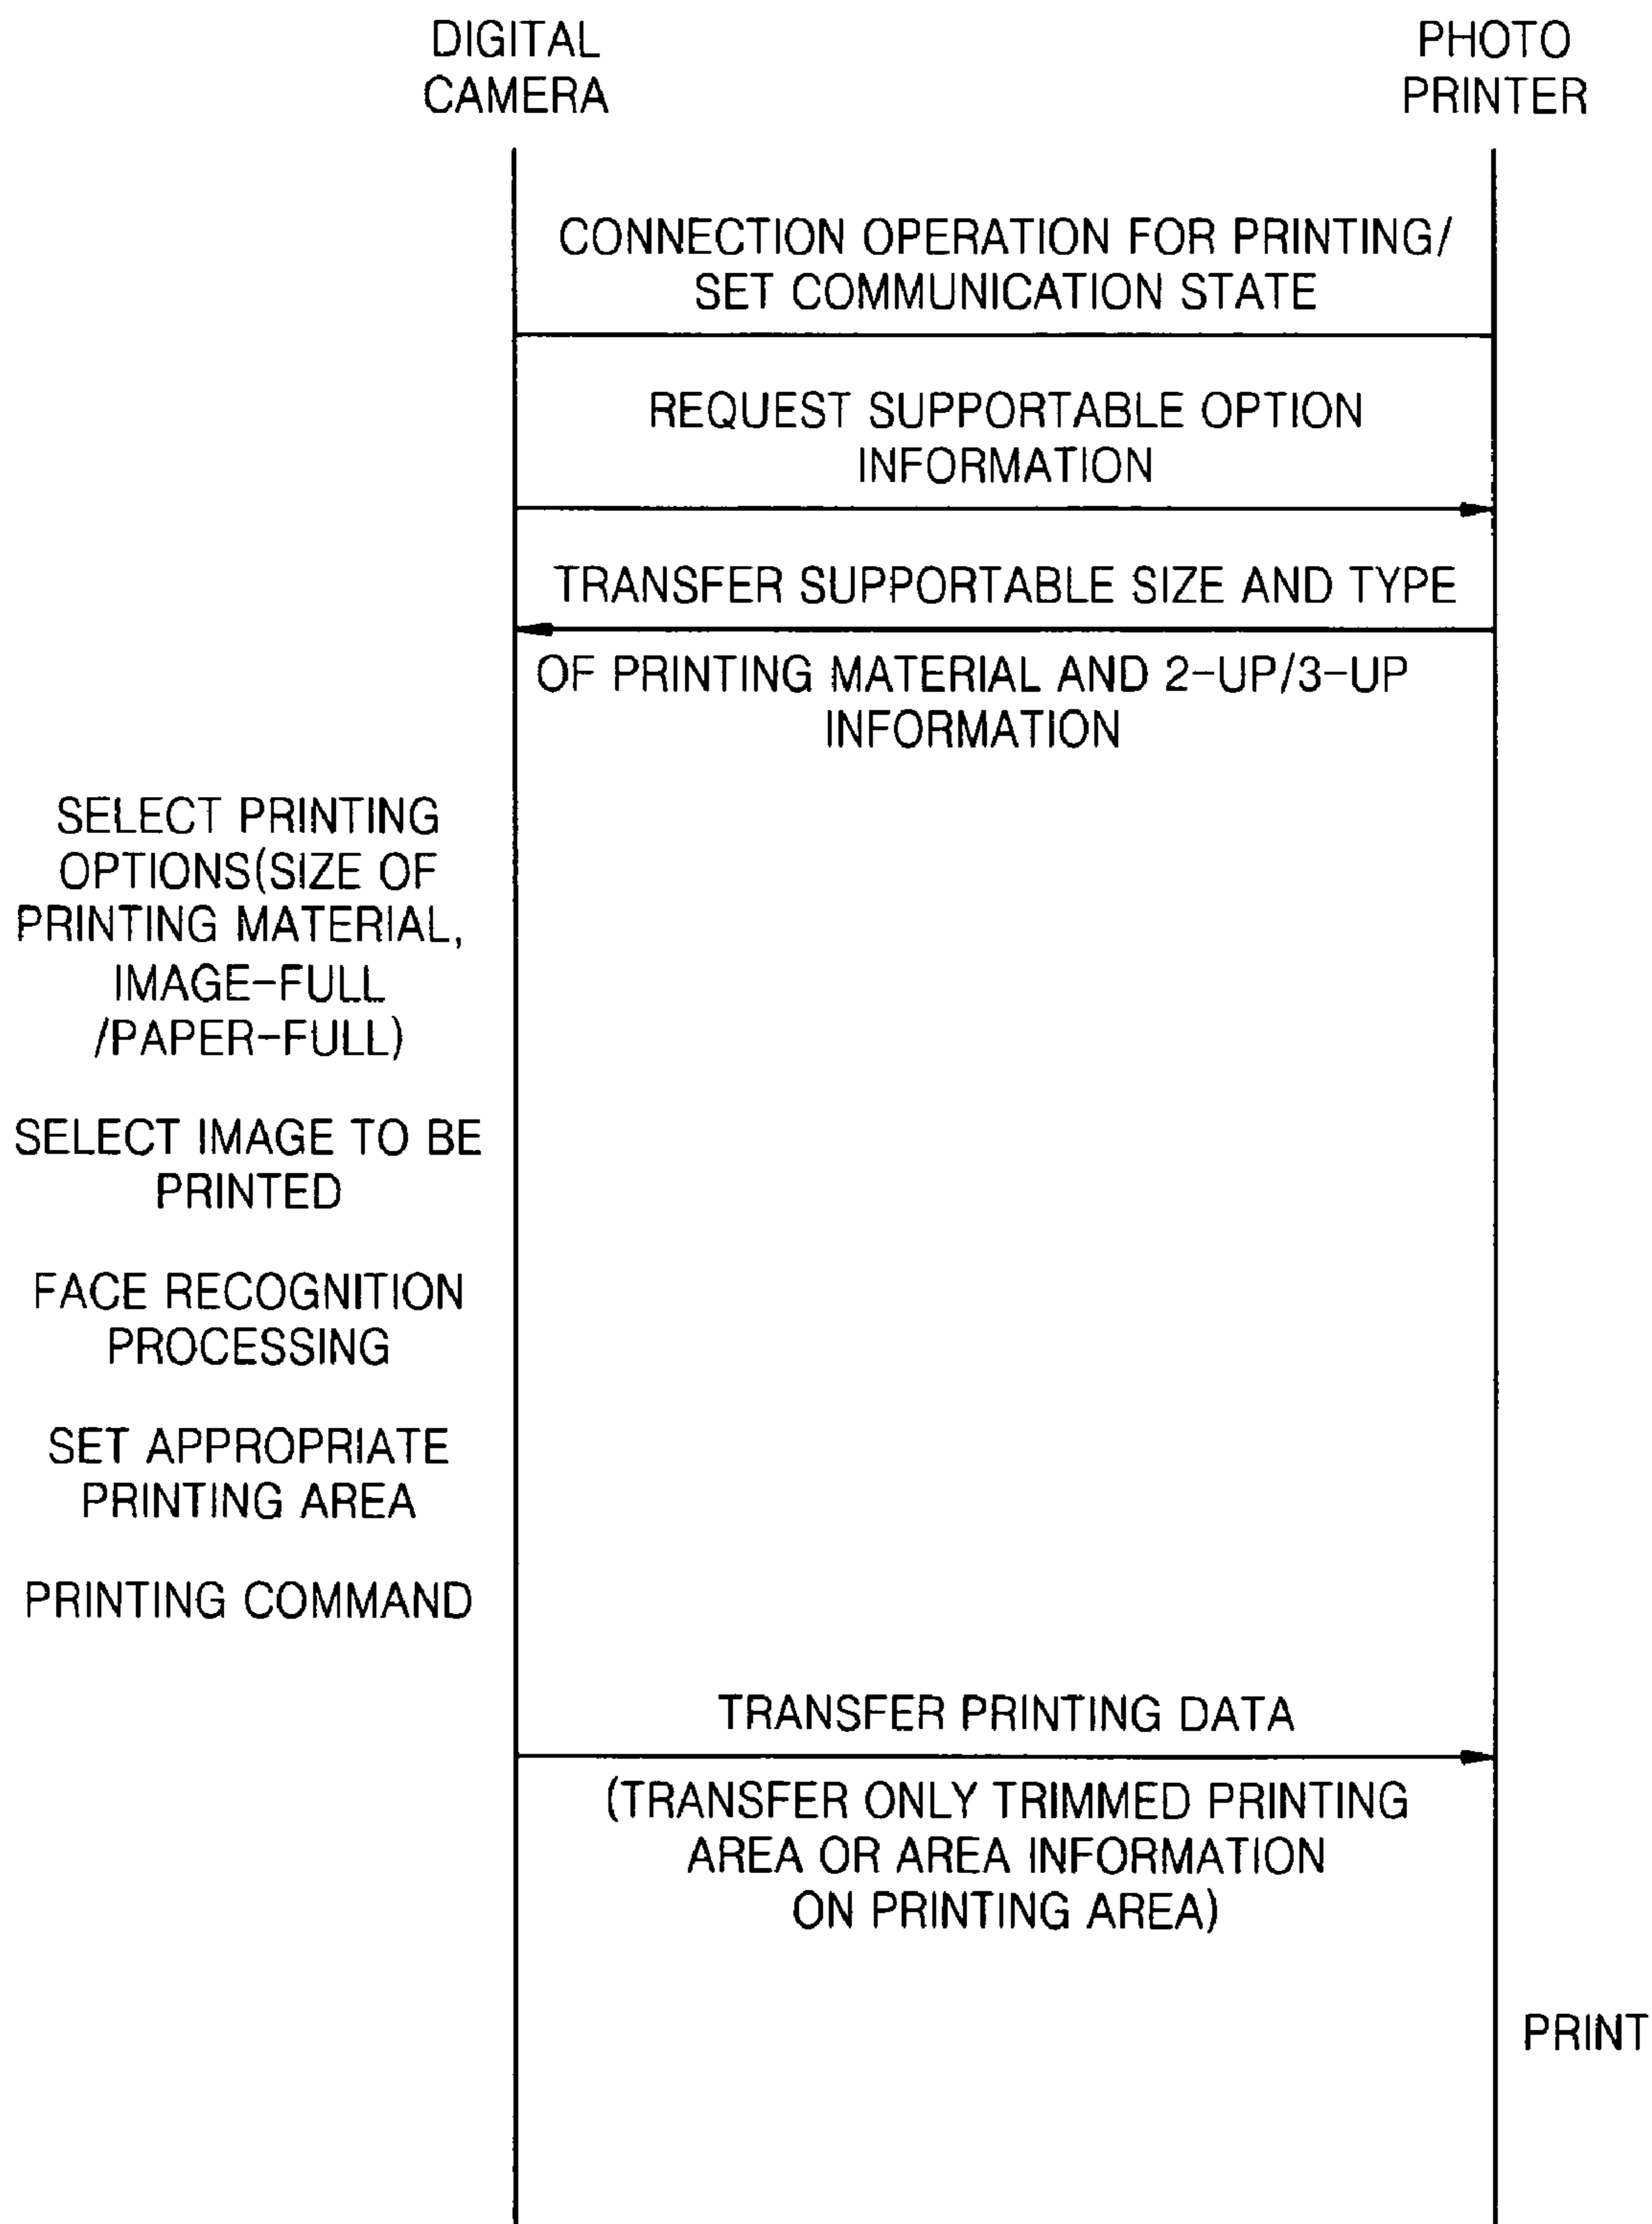 DIGITAL
CAMERA
PHOTO
PRINTER
CONNECTION OPERATION FOR PRINTING/
SET COMMUNICATION STATE
REQUEST SUPPORTABLE OPTION
INFORMATION
TRANSFER SUPPORTABLE SIZE AND TYPE
OF PRINTING MATERIAL AND 2-UP/3-UP
INFORMATION
SELECT PRINTING
OPTIONS(SIZE OF
PRINTING MATERIAL,
IMAGE-FULL
/PAPER-FULL)
SELECT IMAGE TO BE
PRINTED
FACE RECOGNITION
PROCESSING
SET APPROPRIATE
PRINTING AREA
PRINTING COMMAND
TRANSFER PRINTING DATA
(TRANSFER ONLY TRIMMED PRINTING
AREA OR AREA INFORMATION
ON PRINTING AREA)
PRINT